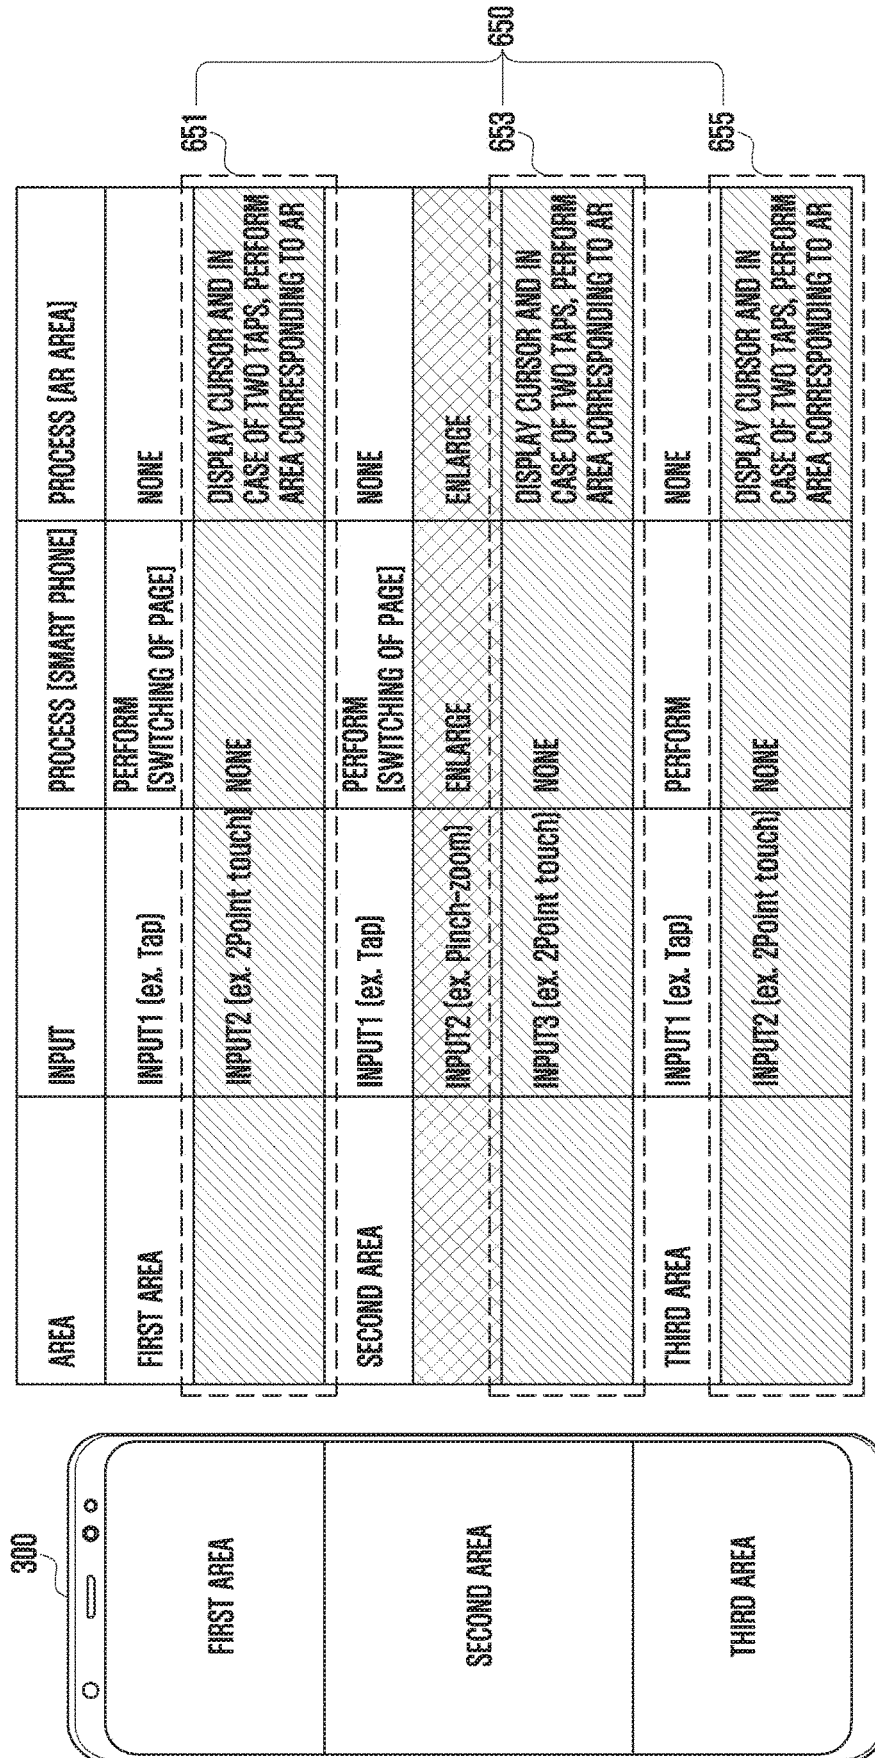 300
FIRST AREA
SECOND AREA
THIRD AREA
AREA
INPUT
PROCESS [SMART PHONE]
PROCESS [AR AREA]
FIRST AREA
INPUT1 (ex. Tap)
PERFORM
[SWITCHING OF PAGE]
NONE
INPUT2 (ex. 2Point touch)
NONE
DISPLAY CURSOR AND IN
CASE OF TWO TAPS, PERFORM
AREA CORRESPONDING TO AR
651
SECOND AREA
INPUT1 (ex. Tap)
PERFORM
[SWITCHING OF PAGE]
NONE
INPUT2 (ex. Pinch-zoom)
ENLARGE
ENLARGE
INPUT3 (ex. 2Point touch)
NONE
DISPLAY CURSOR AND IN
CASE OF TWO TAPS, PERFORM
AREA CORRESPONDING TO AR
653
650
THIRD AREA
INPUT1 (ex. Tap)
PERFORM
NONE
INPUT2 (ex. 2Point touch)
NONE
DISPLAY CURSOR AND IN
CASE OF TWO TAPS, PERFORM
AREA CORRESPONDING TO AR
655